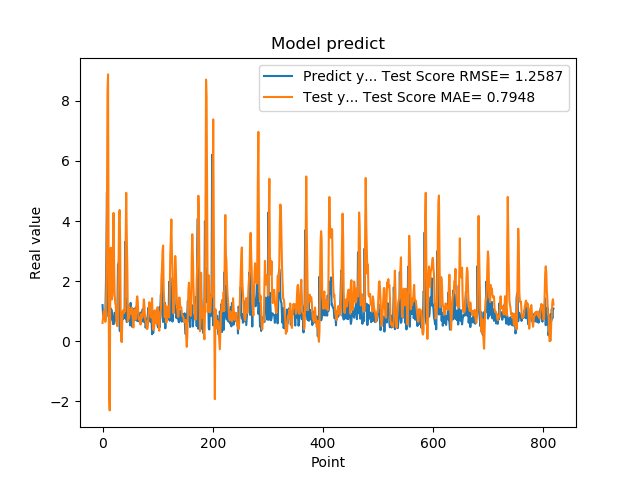 Model predict
Predict y... Test Score RMSE= 1.2587
Test y... Test Score MAE= 0.7948
Real value
8
6
4
2
0
−2
0 200 400 600 800
Point